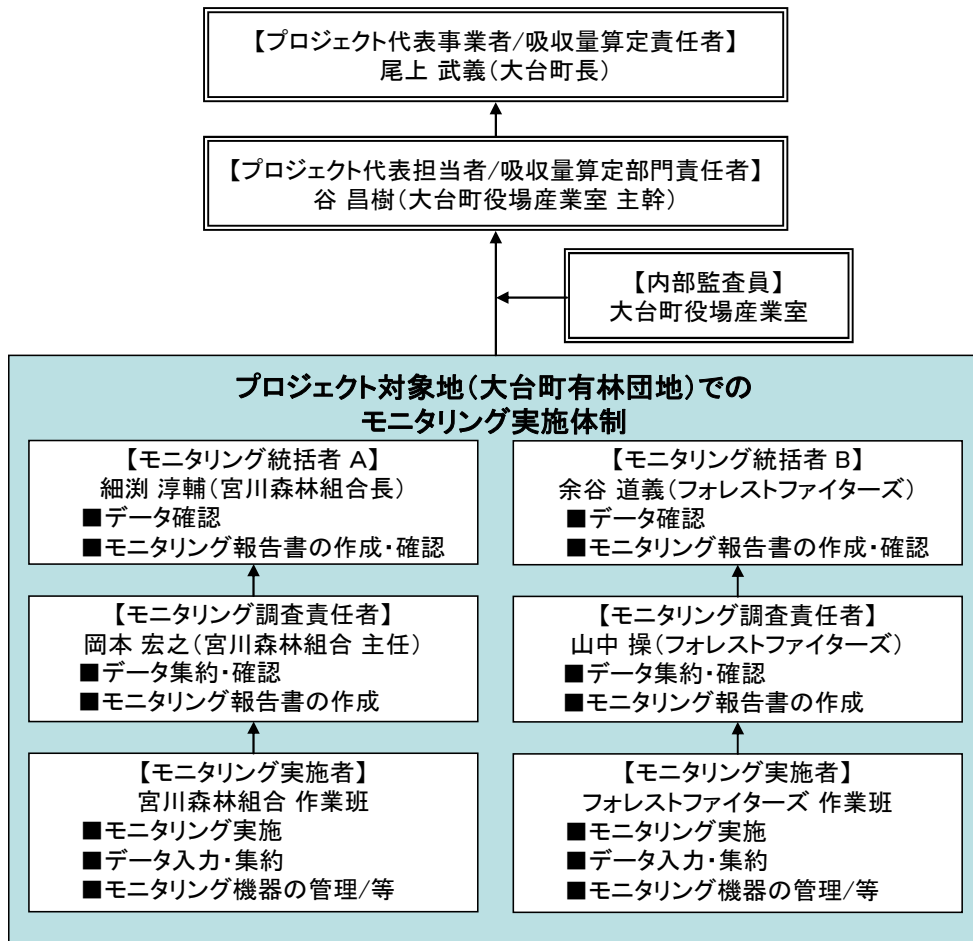 【プロジェクト代表事業者/吸収量算定責任者】
尾上 武義(大台町長)
【プロジェクト代表担当者/吸収量算定部門責任者】
谷 昌樹(大台町役場産業室 主幹)
【内部監査員】
大台町役場産業室
プロジェクト対象地(大台町有林団地)での
モニタリング実施体制
【モニタリング統括者 A】
細渕 淳輔(宮川森林組合長)
■データ確認
■モニタリング報告書の作成・確認
【モニタリング調査責任者】
岡本 宏之(宮川森林組合 主任)
■データ集約・確認
■モニタリング報告書の作成
【モニタリング実施者】
宮川森林組合 作業班
■モニタリング実施
■データ入力・集約
■モニタリング機器の管理/等
【モニタリング統括者 B】
余谷 道義(フォレストファイターズ)
■データ確認
■モニタリング報告書の作成・確認
【モニタリング調査責任者】
山中 操(フォレストファイターズ)
■データ集約・確認
■モニタリング報告書の作成
【モニタリング実施者】
フォレストファイターズ 作業班
■モニタリング実施
■データ入力・集約
■モニタリング機器の管理/等